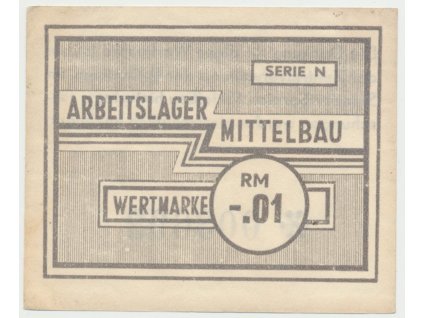 SERIE N
ARBEITSLAGER
MITTELBAU
RM
WERTMARKE -.01